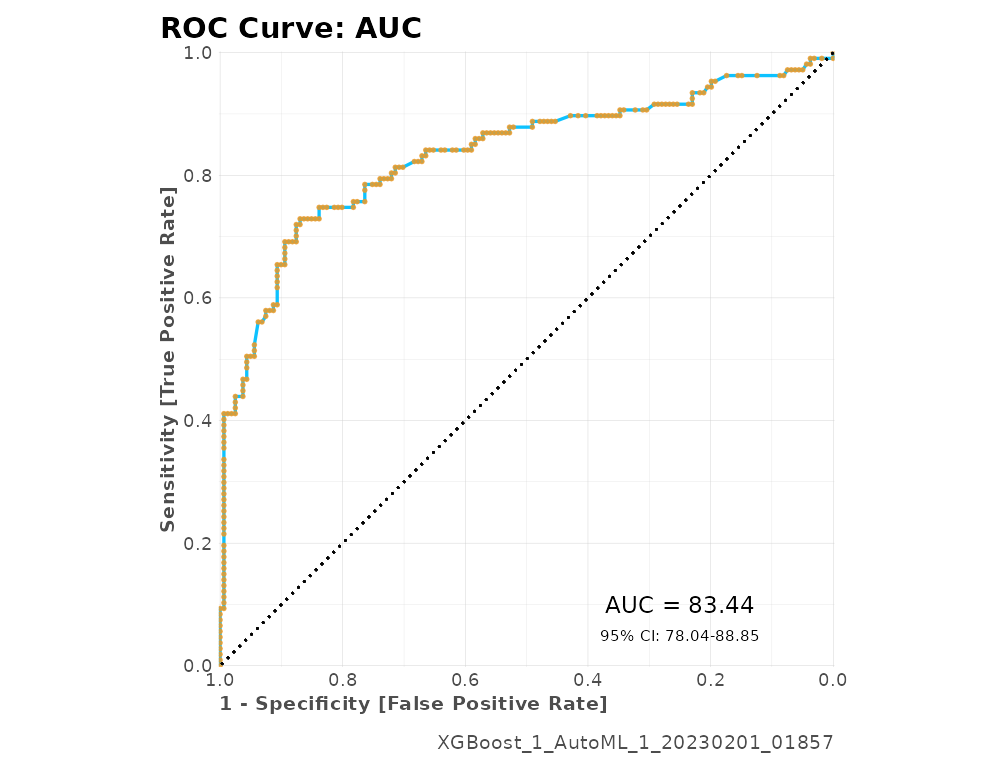 ROC Curve: AUC
1.0
0.8
0.6
0.4
0.2
0.0
Sensitivity [True Positive Rate]
AUC = 83.44
95% CI: 78.04-88.85
1.0 0.8 0.6 0.4 0.2 0.0
1 - Specificity [False Positive Rate]
XGBoost_1_AutoML_1_20230201_01857